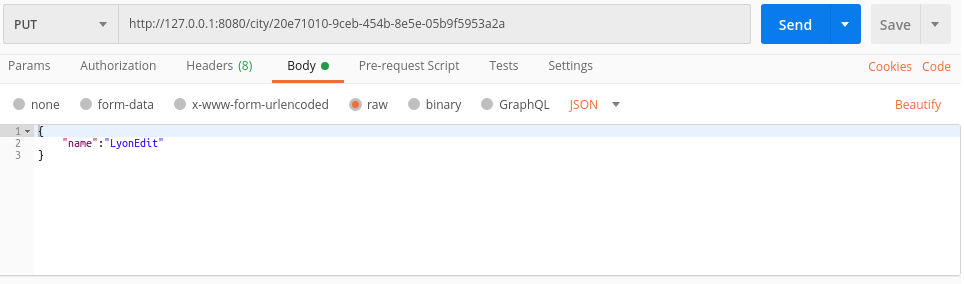 PUT http://127.0.0.1:8080/city/20e71010-9ceb-454b-8e5e-05b9f5953a2a Send Save
Params Authorization Headers (8) Body Pre-request Script Tests Settings Cookies Code
none form-data x-www-form-urlencoded raw binary GraphQL JSON Beautify
1 {
2 "name":"LyonEdit"
3 }